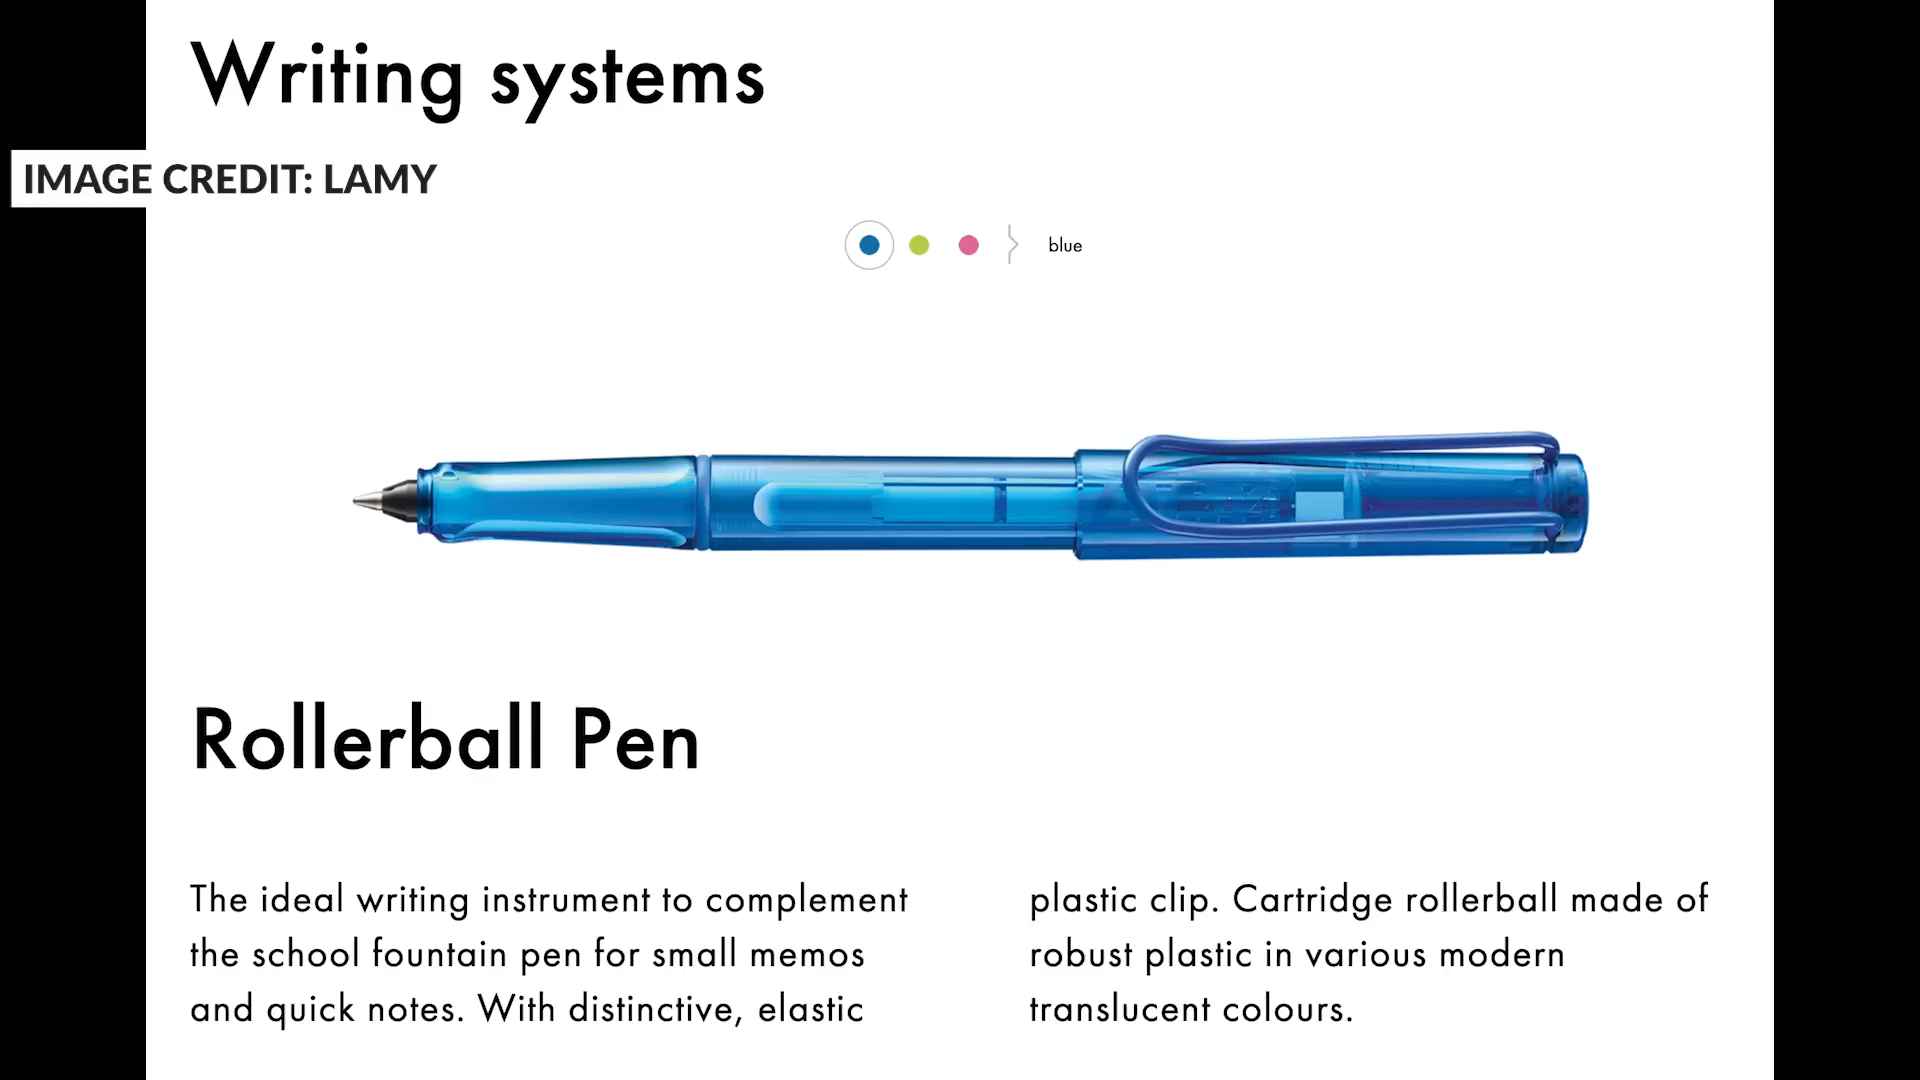 Writing systems
IMAGE CREDIT: LAMY
blue
Rollerball Pen
The ideal writing instrument to complement
the school fountain pen for small memos
and quick notes. With distinctive, elastic
plastic clip. Cartridge rollerball made of
robust plastic in various modern
translucent colours.